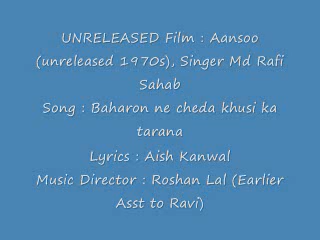 UNRELEASED Film : Aansoo
(unreleased 1970s), Singer Md Rafi
Sahab
Song : Baharon ne cheda khusi ka
tarana
Lyrics : Aish Kanwal
Music Director : Roshan Lal (Earlier
Asst to Ravi)